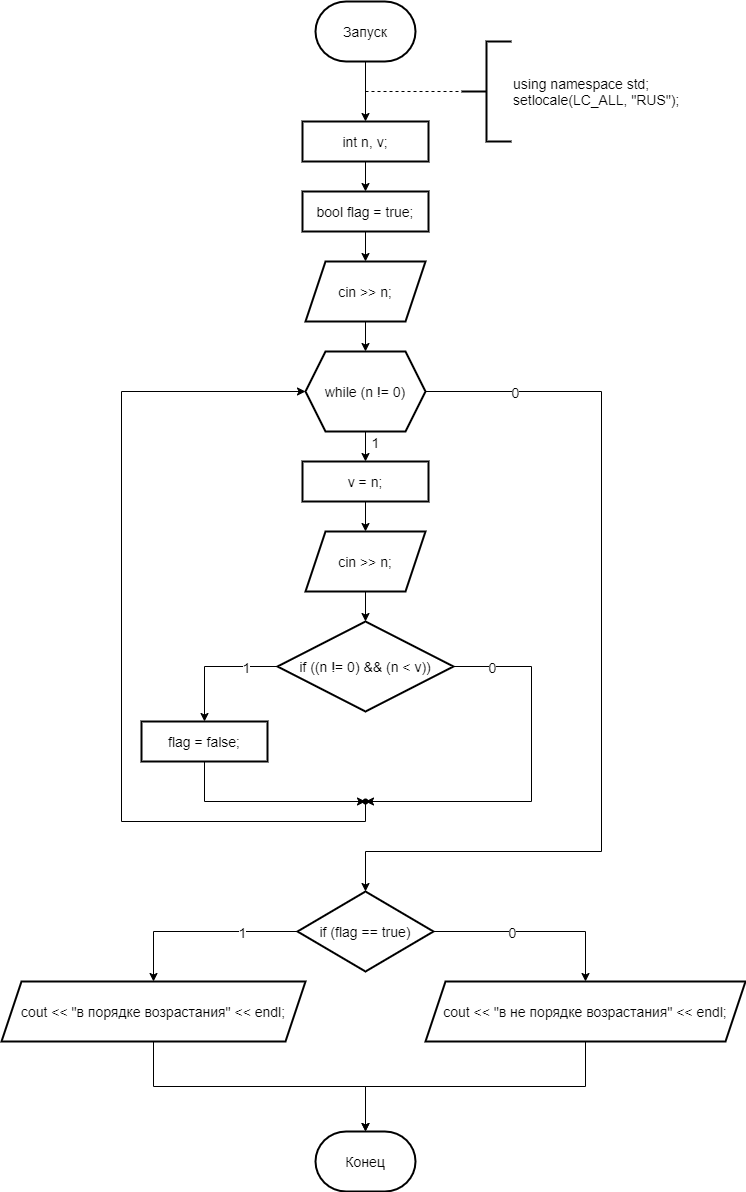 Запуск
using namespace std;
setlocale(LC_ALL, "RUS");
int n, v;
bool flag = true;
cin >> n;
while (n != 0)
0
1
v = n;
cin >> n;
if ((n != 0) && (n < v))
1
0
flag = false;
if (flag == true)
1
0
cout << "в порядке возрастания" << endl;
cout << "в не порядке возрастания" << endl;
Конец